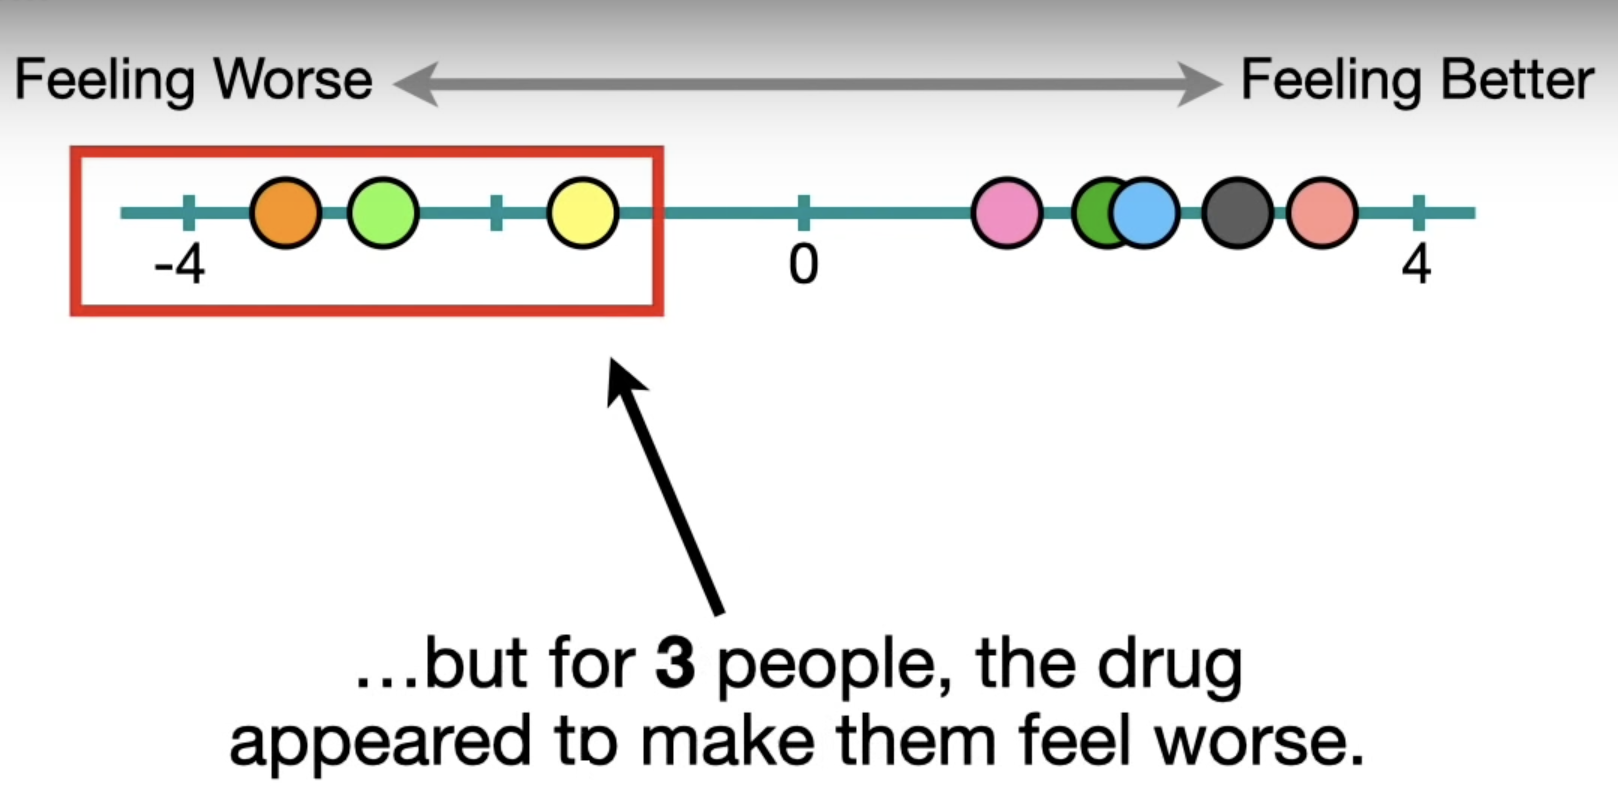 Feeling Worse Feeling Better
-4 0 4
...but for 3 people, the drug
appeared to make them feel worse.